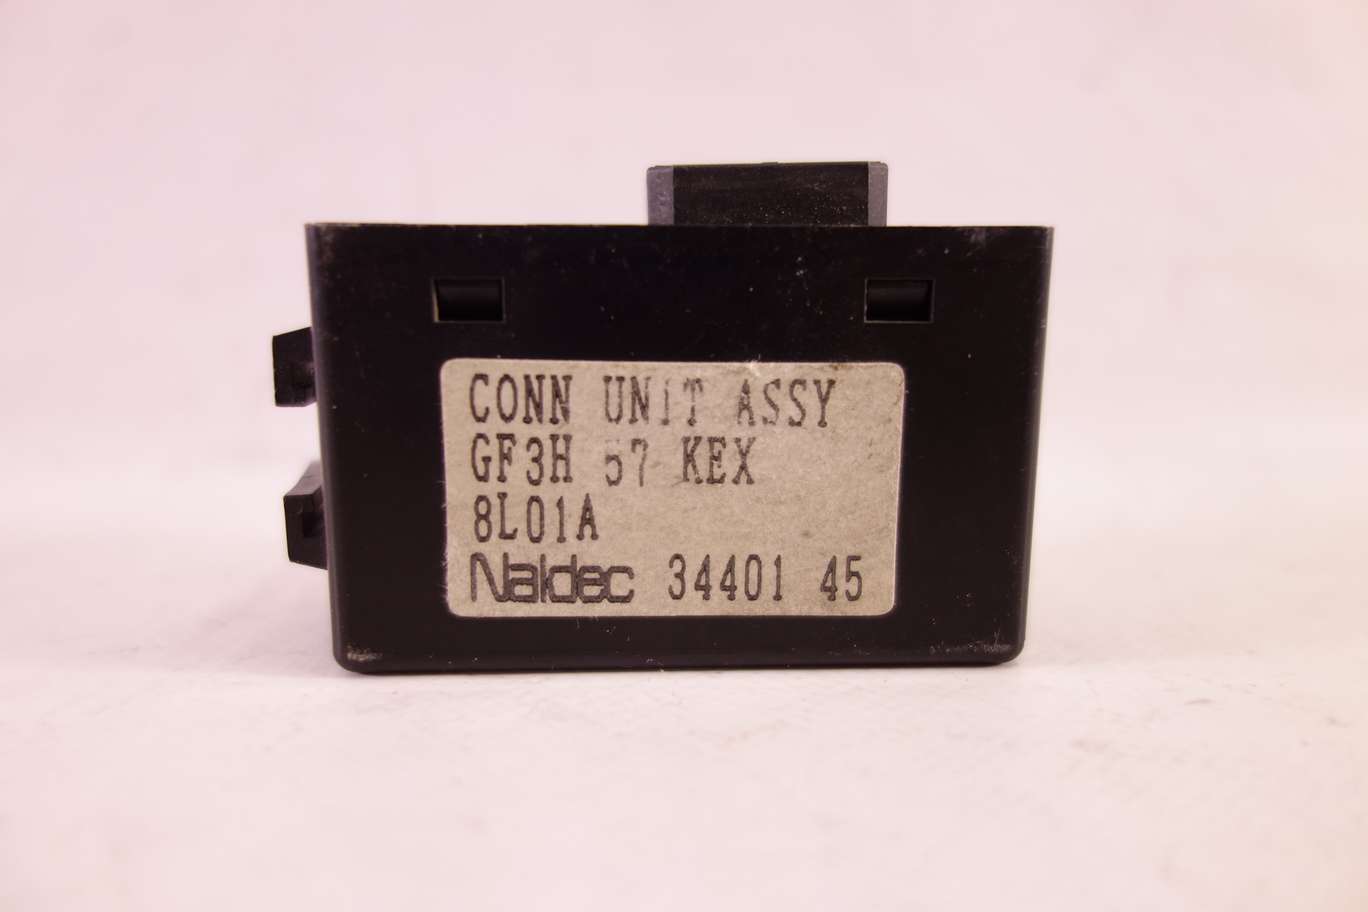 CONN UNIT ASSY
GF3H 57 KEX
8L01A
Naldec 34401 45